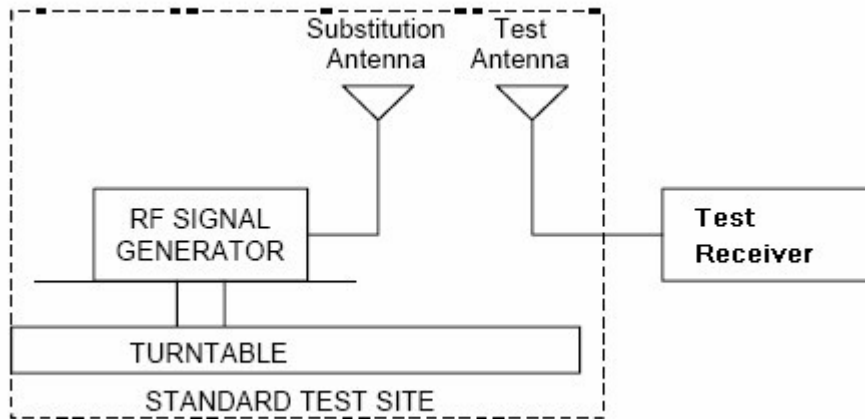 Substitution
Antenna
Test
Antenna
RF SIGNAL
GENERATOR
Test
Receiver
TURNTABLE
STANDARD TEST SITE